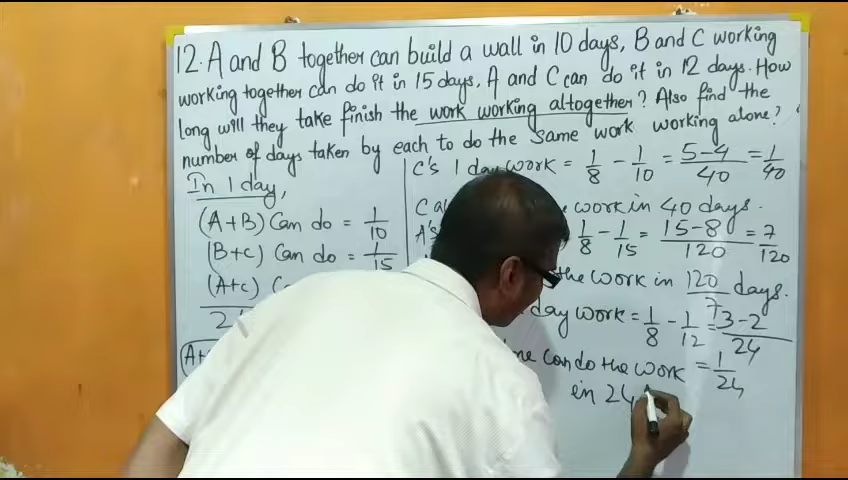 12. A and B together can build a wall in 10 days, B and C working
working together can do it in 15 days, A and C can do it in 12 days. How
long will they take finish the work working altogether? Also find the
number of days taken by each to do the same work working alone?
In 1 day,
(A+B) Can do = 1/10
(B+C) Can do = 1/15
(A+C)
2
(A+
C's 1 day work = 1/8 - 1/10 = 5-4/40 = 1/40
C work in 40 days.
A's 1/8 - 1/15 = 15-8/120 = 7/120
the work in 120/7 days.
day work = 1/8 - 1/12 = 3-2/24
can do the work = 1/24
in 24